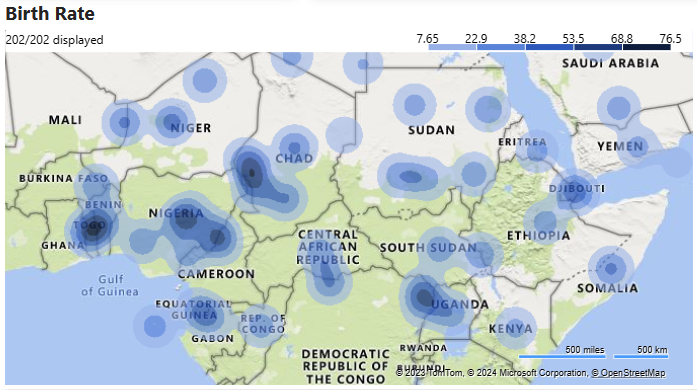 Birth Rate
202/202 displayed
7.65 22.9 38.2 53.5 68.8 76.5
SAUDI ARABIA
MALI
NIGER
SUDAN
ERITREA
YEMEN
CHAD
BURKINA FASO
DJIBOUTI
BENIN
NIGERIA
TOGO
GHANA
ETHIOPIA
CENTRAL
AFRICAN
REPUBLIC
SOUTH SUDAN
Gulf
of Guinea
CAMEROON
SOMALIA
EQUATORIAL
GUINEA
UGANDA
REP. OF
CONGO
KENYA
GABON
RWANDA
500 miles 500 km
DEMOCRATIC
REPUBLIC OF
THE CONGO
BURUNDI
© 2023 TomTom, © 2024 Microsoft Corporation, © OpenStreetMap